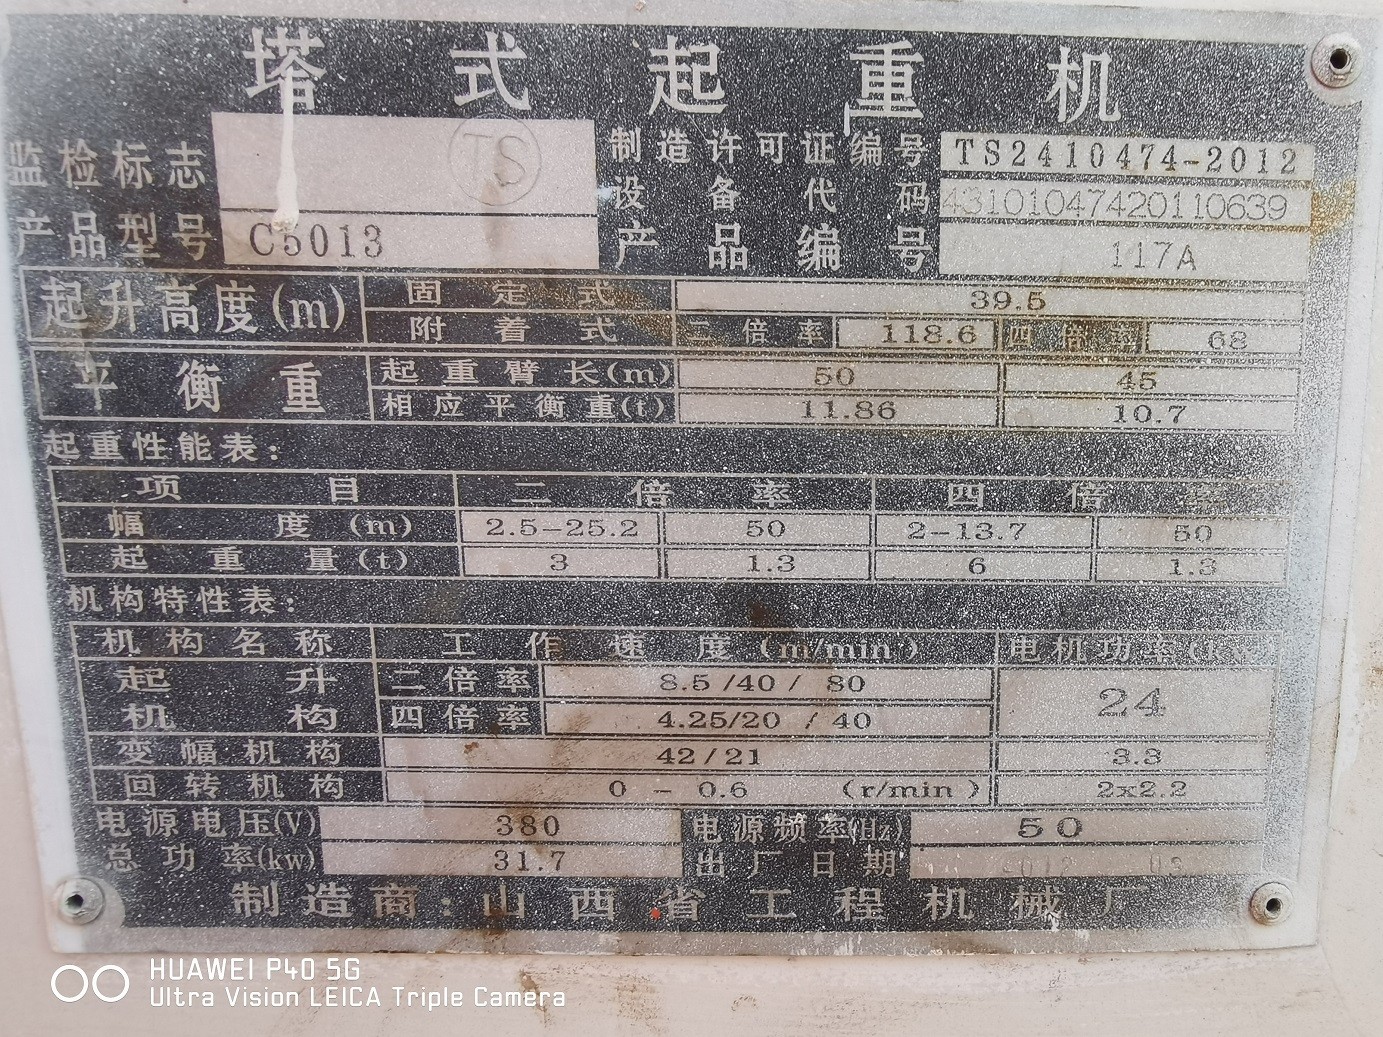 塔式起重机
监检标志 TS 制造许可证编号 TS2410474-2012
设备代码 43101047420110639
产品型号 C5013 产品编号 117A
起升高度(m) 固定式 39.5
附着式 二倍率 118.6 四倍率 68
平衡重 起重臂长(m) 50 45
相应平衡重(t) 11.86 10.7
起重性能表:
项目 二倍率 四倍率
幅度(m) 2.5-25.2 50 2-13.7 50
起重量(t) 3 1.3 6 1.3
机构特性表:
机构名称 工作速度(m/min) 电机功率
起升机构 二倍率 8.5/40/80 24
四倍率 4.25/20/40
变幅机构 42/21 3.3
回转机构 0-0.6 (r/min) 2x2.2
电源电压(V) 380 电源频率(Hz) 50
总功率(kw) 31.7 出厂日期
制造商:山西省工程机械厂
HUAWEI P40 5G
Ultra Vision LEICA Triple Camera